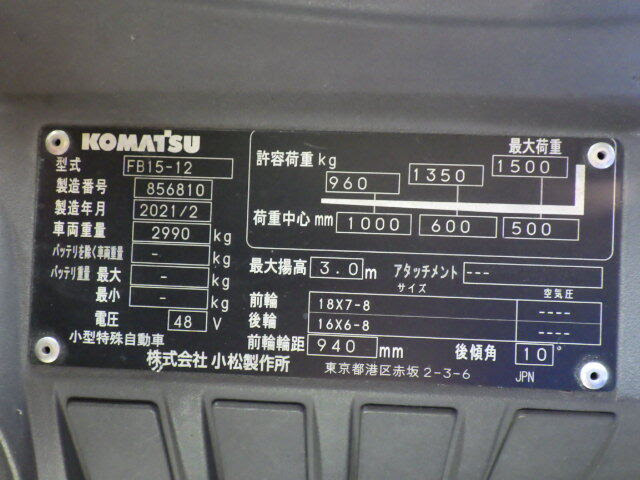 KOMATSU
型式 FB15-12
製造番号 856810
製造年月 2021/2
車両重量 2990 kg
バッテリを除く車両重量 - kg
バッテリ重量 最大 - kg
最小 - kg
電圧 48 V
小型特殊自動車
最大荷重
許容荷重 kg 960 1350 1500
荷重中心 mm 1000 600 500
最大揚高 3.0 m アタッチメント ---
サイズ 空気圧
前輪 18X7-8 ----
後輪 16X6-8 ----
前輪輪距 940 mm 後傾角 10°
株式会社 小松製作所 東京都港区赤坂 2-3-6 JPN